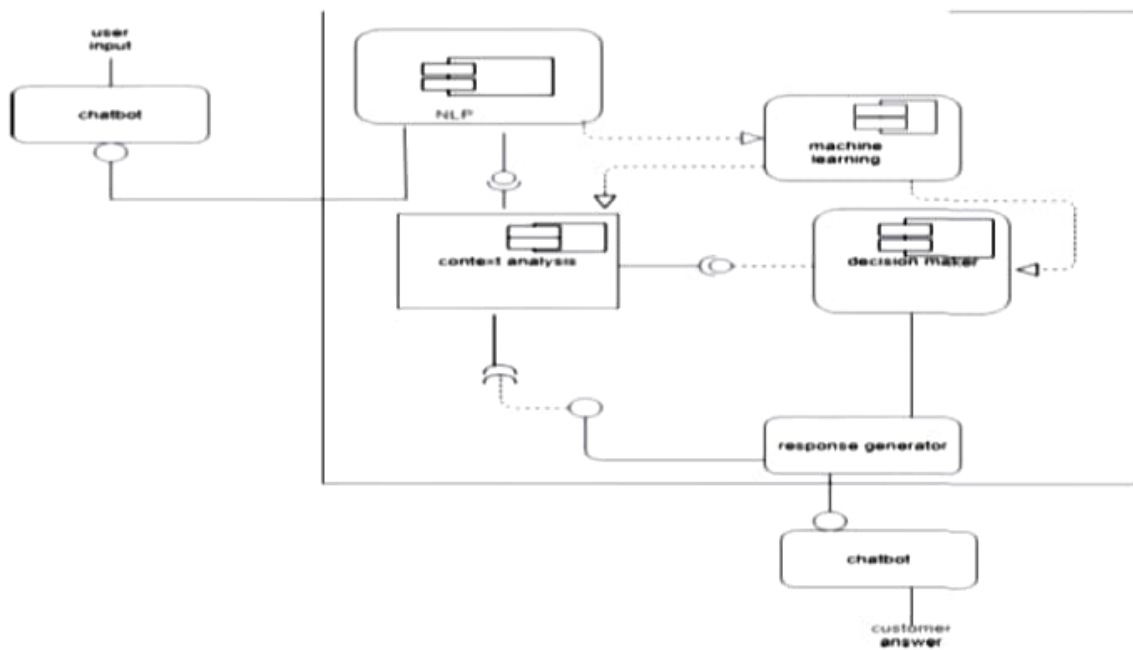 user
input
chatbot
NLP
machine
learning
context analysis
decision maker
response generator
chatbot
customer
answer